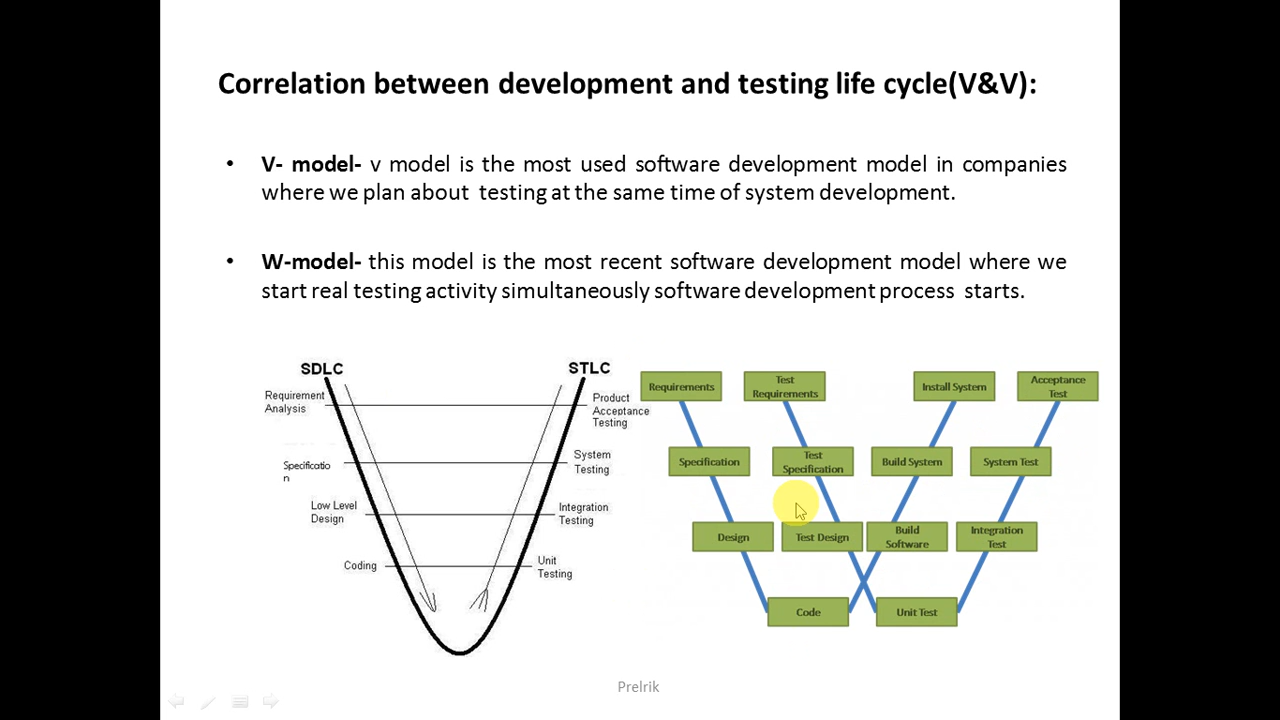 Correlation between development and testing life cycle(V&V):
• V- model- v model is the most used software development model in companies
where we plan about testing at the same time of system development.
• W-model- this model is the most recent software development model where we
start real testing activity simultaneously software development process starts.
SDLC
STLC
Requirement
Analysis
Product
Acceptance
Testing
Specificatio
n
System
Testing
Low Level
Design
Integration
Testing
Coding
Unit
Testing
Requirements
Test
Requirements
Install System
Acceptance
Test
Specification
Test
Specification
Build System
System Test
Design
Test Design
Build
Software
Integration
Test
Code
Unit Test
Prelrik